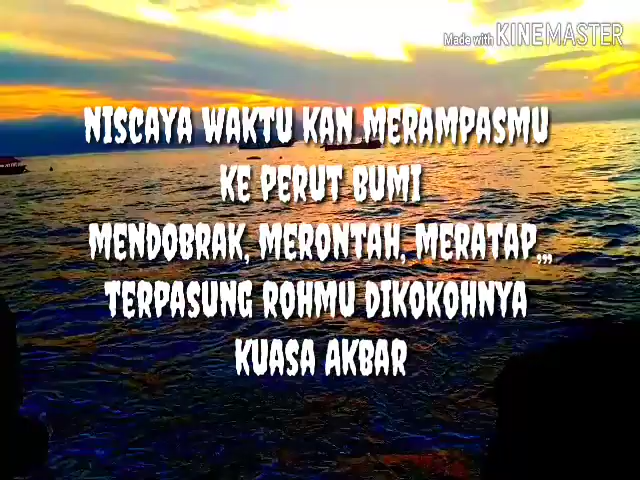 Made with KINEMASTER
NISCAYA WAKTU KAN MERAMPASMU
KE PERUT BUMI
MENDOBRAK, MERONTAH, MERATAP,,,
TERPASUNG ROHMU DIKOKOHNYA
KUASA AKBAR